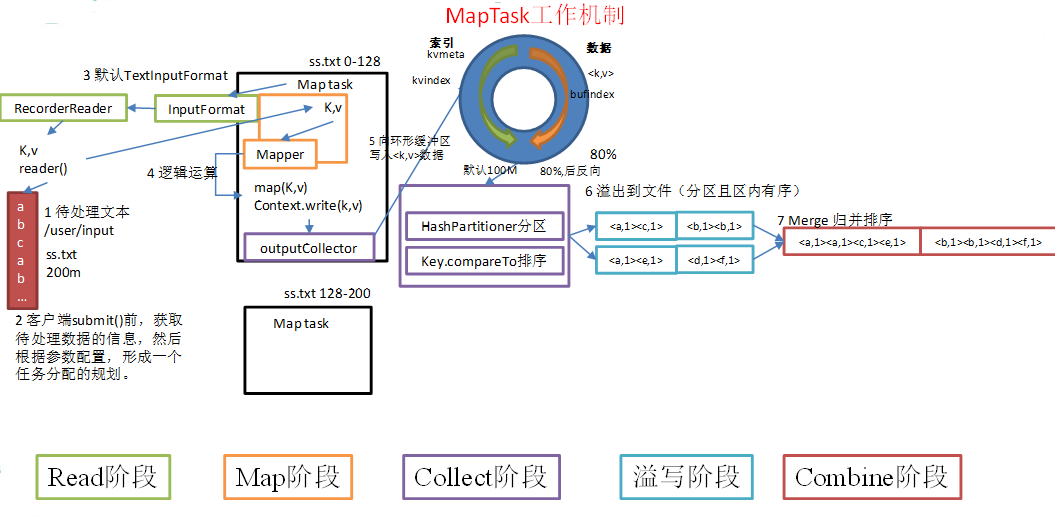 MapTask工作机制
索引
kvmeta
kvindex
数据
<k,v>
bufindex
ss.txt 0-128
3 默认TextInputFormat
Map task
RecorderReader
InputFormat
K,v
K,v
reader()
Mapper
4 逻辑运算
5 向环形缓冲区
写入<k,v>数据
80%
默认100M
80%,后反向
map(K,v)
Context.write(k,v)
outputCollector
a
b
c
a
b
...
1 待处理文本
/user/input
ss.txt
200m
HashPartitioner分区
Key.compareTo排序
6 溢出到文件（分区且区内有序）
<a,1><c,1>
<b,1><b,1>
<a,1><e,1>
<d,1><f,1>
7 Merge 归并排序
<a,1><a,1><c,1><e,1>
<b,1><b,1><d,1><f,1>
2 客户端submit()前，获取
待处理数据的信息，然后
根据参数配置，形成一个
任务分配的规划。
ss.txt 128-200
Map task
Read阶段
Map阶段
Collect阶段
溢写阶段
Combine阶段